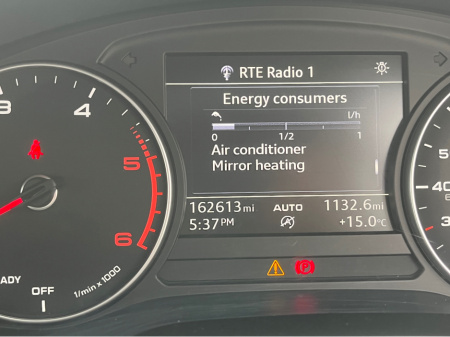 RTE Radio 1
Energy consumers
l/h
0 1/2 1
Air conditioner
Mirror heating
162613mi AUTO 1132.6mi
5:37PM +15.0°C
3 4 5 6
1/min x 1000
READY
OFF
P